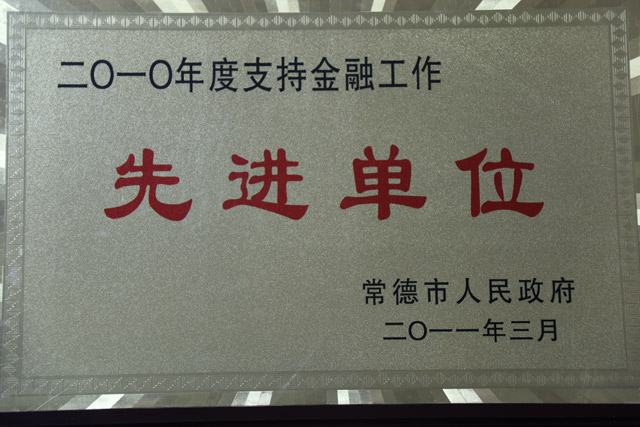 二〇一〇年度支持金融工作
先进单位
常德市人民政府
二〇一一年三月